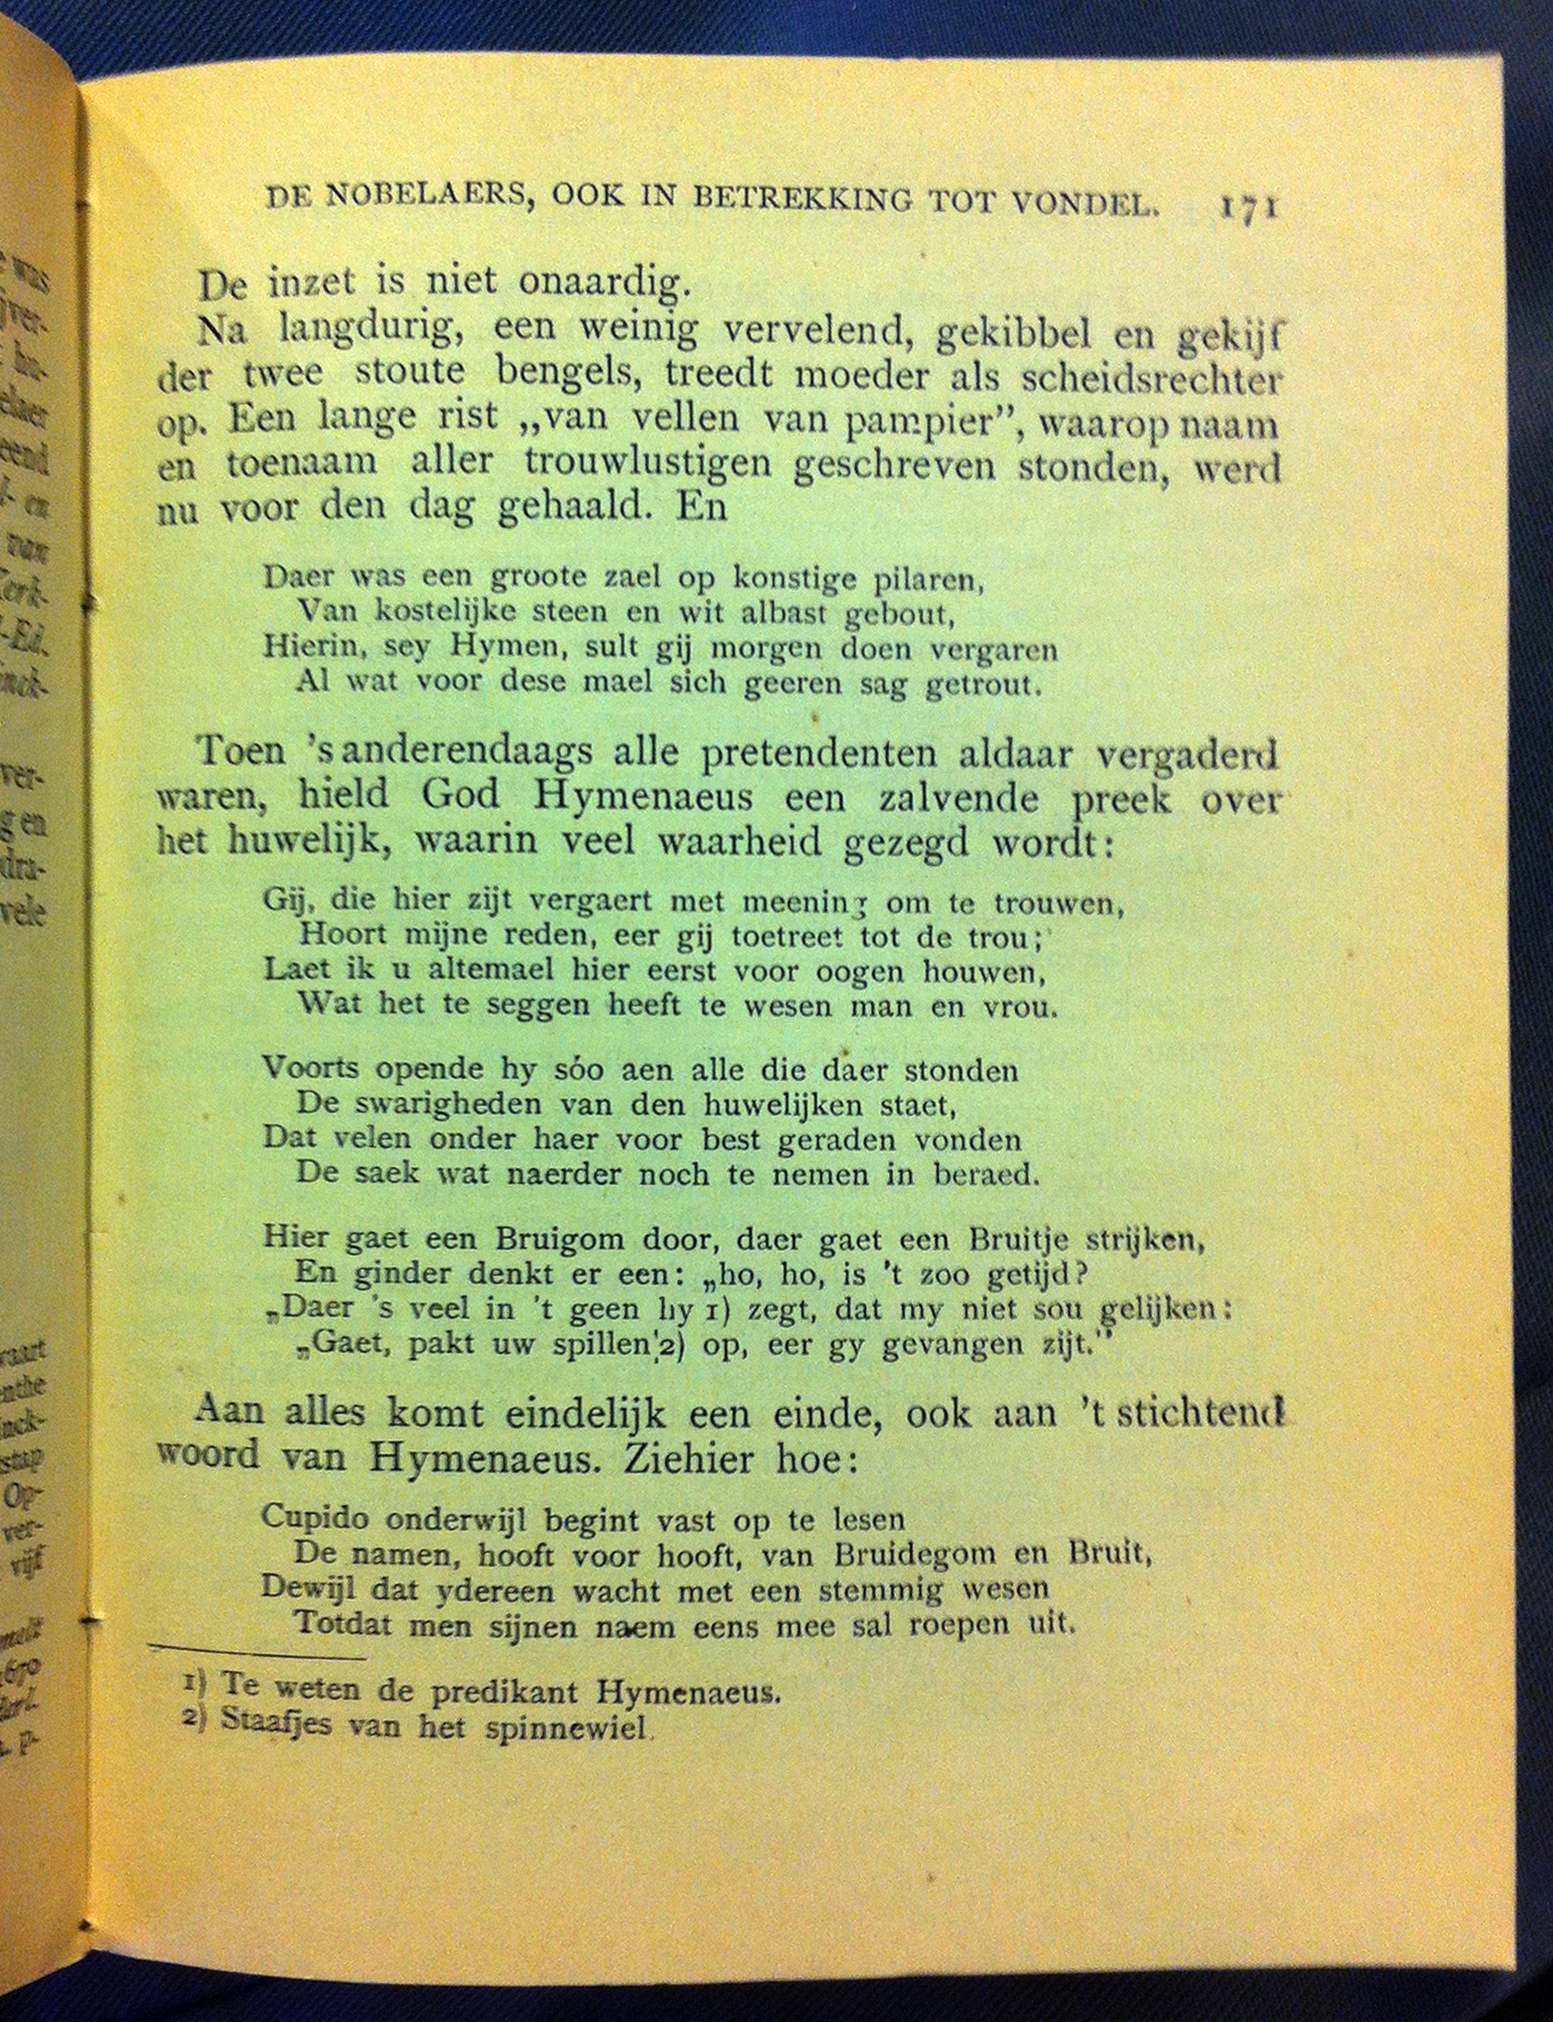 DE NOBELAERS, OOK IN BETREKKING TOT VONDEL. 171
De inzet is niet onaardig.
Na langdurig, een weinig vervelend, gekibbel en gekijf
der twee stoute bengels, treedt moeder als scheidsrechter
op. Een lange rist „van vellen van pampier”, waarop naam
en toenaam aller trouwlustigen geschreven stonden, werd
nu voor den dag gehaald. En
Daer was een groote zael op konstige pilaren,
Van kostelijke steen en wit albast gebout,
Hierin, sey Hymen, sult gij morgen doen vergaren
Al wat voor dese mael sich geeren sag getrout.
Toen 's anderendaags alle pretendenten aldaar vergaderd
waren, hield God Hymenaeus een zalvende preek over
het huwelijk, waarin veel waarheid gezegd wordt:
Gij, die hier zijt vergaert met meening om te trouwen,
Hoort mijne reden, eer gij toetreet tot de trou;
Laet ik u altemael hier eerst voor oogen houwen,
Wat het te seggen heeft te wesen man en vrou.
Voorts opende hy sóo aen alle die daer stonden
De swarigheden van den huwelijken staet,
Dat velen onder haer voor best geraden vonden
De saek wat naerder noch te nemen in beraed.
Hier gaet een Bruigom door, daer gaet een Bruitje strijken,
En ginder denkt er een: „ho, ho, is 't zoo getijd?
„Daer 's veel in 't geen hy 1) zegt, dat my niet sou gelijken:
„Gaet, pakt uw spillen 2) op, eer gy gevangen zijt.”
Aan alles komt eindelijk een einde, ook aan 't stichtend
woord van Hymenaeus. Ziehier hoe:
Cupido onderwijl begint vast op te lesen
De namen, hooft voor hooft, van Bruidegom en Bruit,
Dewijl dat ydereen wacht met een stemmig wesen
Totdat men sijnen naem eens mee sal roepen uit.
1) Te weten de predikant Hymenaeus.
2) Staafjes van het spinnewiel.